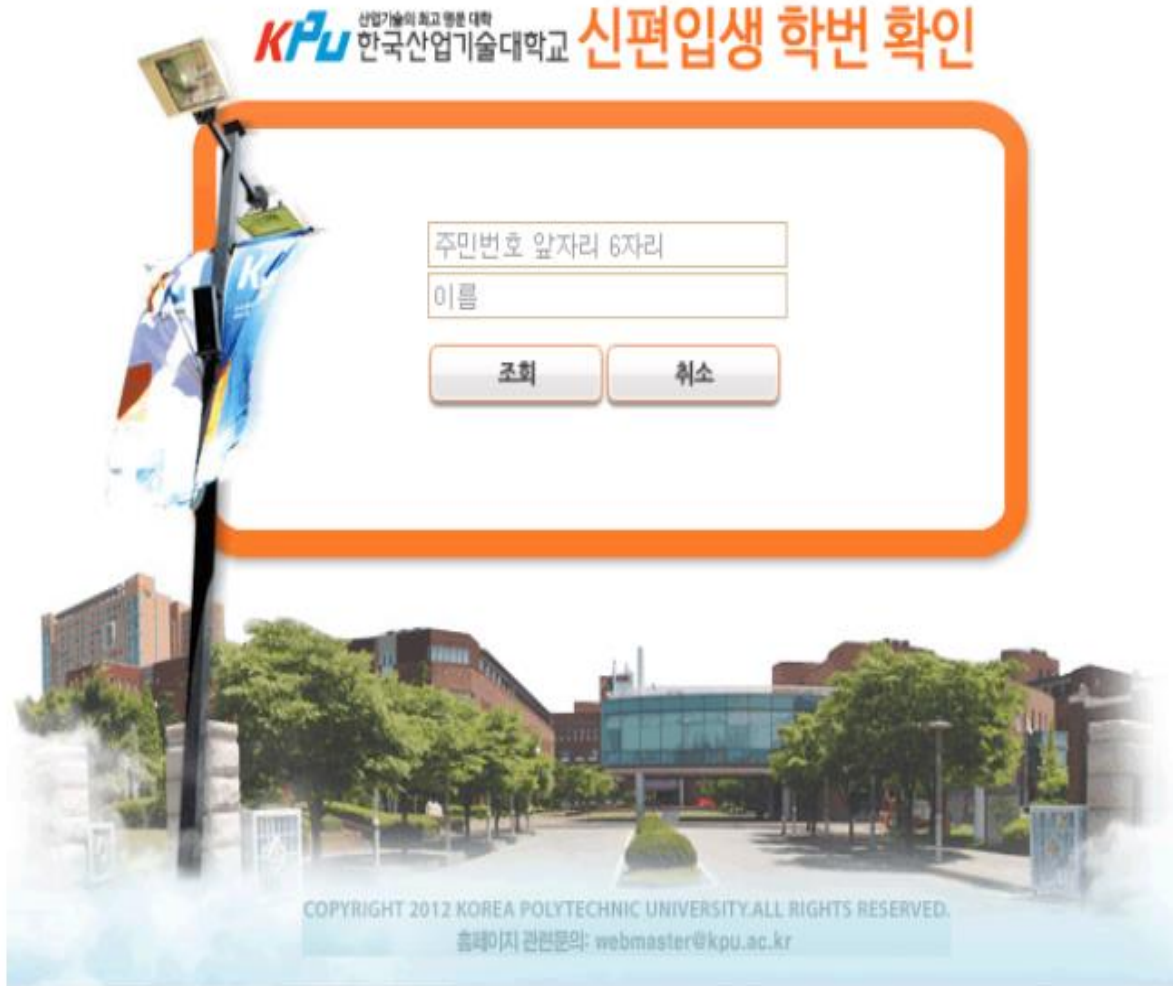 KPU 산업기술의 최고 명문 대학 한국산업기술대학교 신편입생 학번 확인
주민번호 앞자리 6자리
이름
조회 취소
COPYRIGHT 2012 KOREA POLYTECHNIC UNIVERSITY.ALL RIGHTS RESERVED.
홈페이지 관련문의: webmaster@kpu.ac.kr